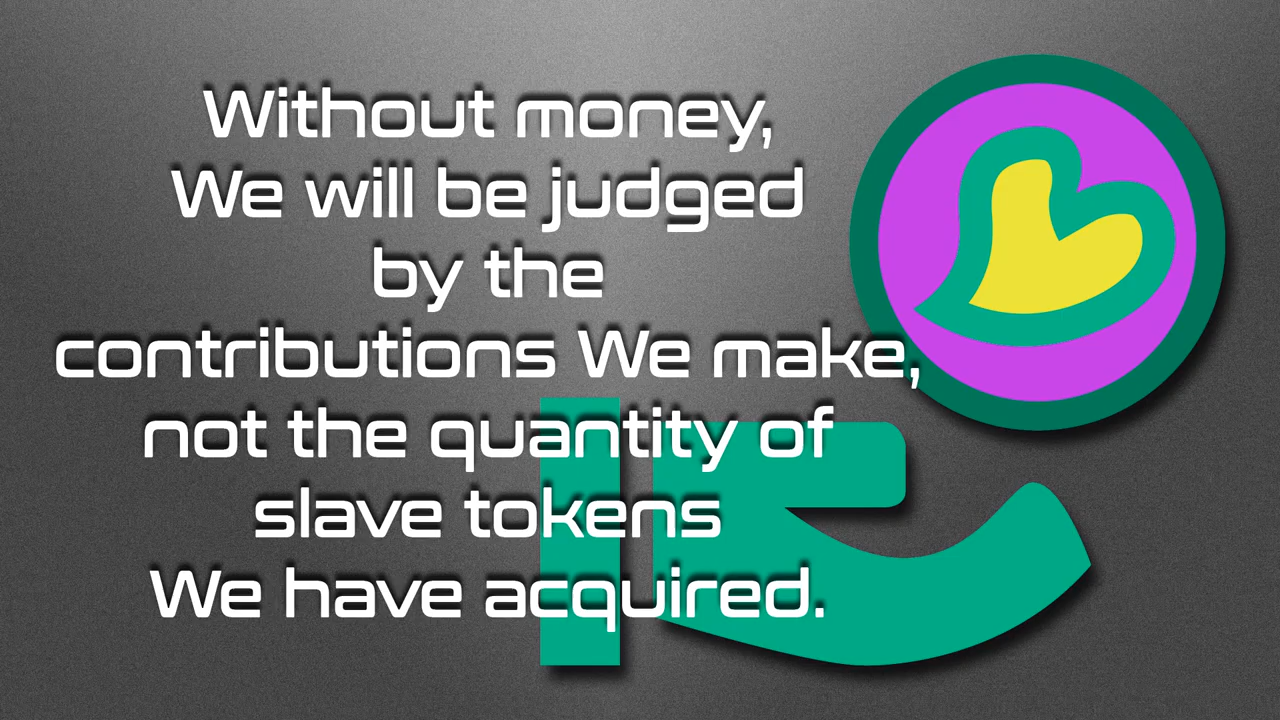 Without money,
We will be judged
by the
contributions We make,
not the quantity of
slave tokens
We have acquired.